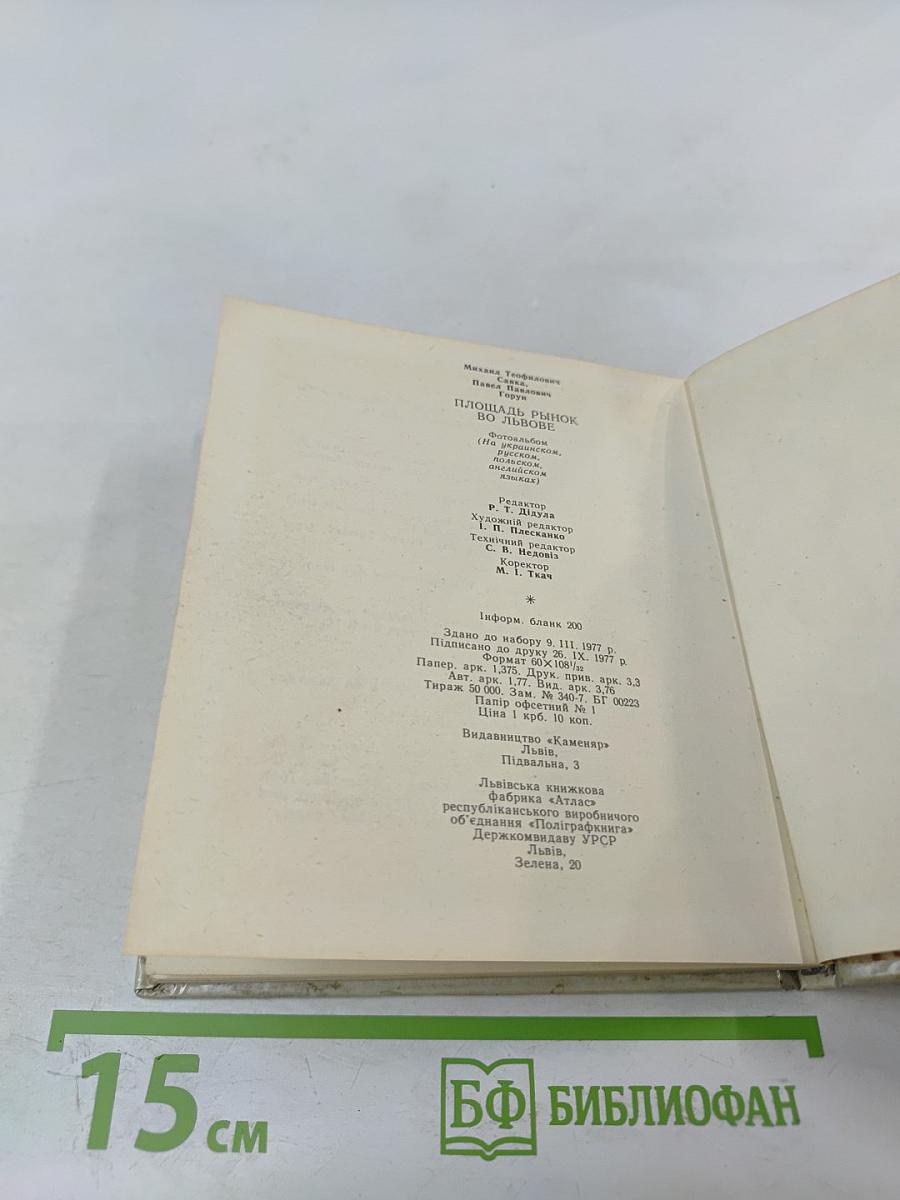 Михаил Теофилович
Савка,
Павел Павлович
Горун
ПЛОЩАДЬ РЫНОК
ВО ЛЬВОВЕ
Фотоальбом
(На украинском,
русском,
польском,
английском
языках)
Редактор
Р. Т. Дідула
Художній редактор
І. П. Плесканко
Технічний редактор
С. В. Недовіз
Коректор
М. І. Ткач
*
Інформ. бланк 200
Здано до набору 9. III. 1977 р.
Підписано до друку 26. IX. 1977 р.
Формат 60×108¹/₃₂
Папер. арк. 1,375. Друк. прив. арк. 3,3
Авт. арк. 1,77. Вид. арк. 3,76
Тираж 50 000. Зам. № 340-7. БГ 00223
Папір офсетний № 1
Ціна 1 крб. 10 коп.
Видавництво «Каменяр»
Львів,
Підвальна, 3
Львівська книжкова
фабрика «Атлас»
республіканського виробничого
об'єднання «Поліграфкнига»
Держкомвидаву УРСР
Львів,
Зелена, 20
15 см
БФ БИБЛИОФАН